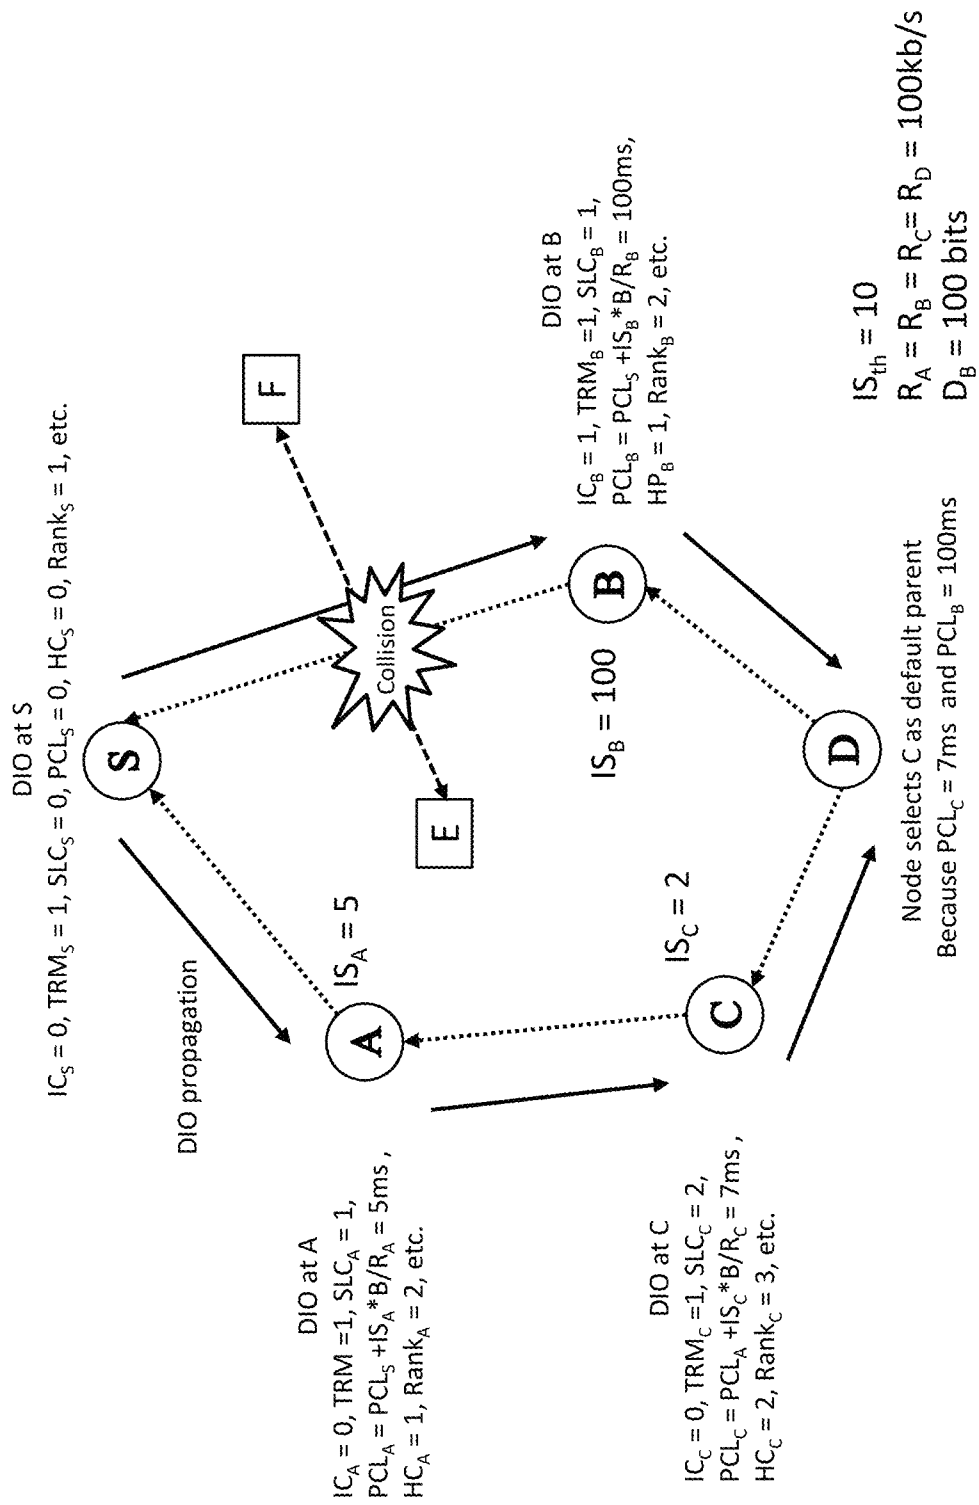 DIO at S
IC_S = 0, TRM_S = 1, SLC_S = 0, PCL_S = 0, HC_S = 0, Rank_S = 1, etc.
S
DIO propagation
F
Collision
E
DIO at A
IC_A = 0, TRM =1, SLC_A = 1,
PCL_A = PCL_S +IS_A*B/R_A = 5ms ,
HC_A = 1, Rank_A = 2, etc.
A
IS_A = 5
IS_B = 100
B
DIO at B
IC_B = 1, TRM_B =1, SLC_B = 1,
PCL_B = PCL_S +IS_B*B/R_B = 100ms,
HP_B = 1, Rank_B = 2, etc.
DIO at C
IC_C = 0, TRM_C =1, SLC_C = 2,
PCL_C= PCL_A +IS_C*B/R_C = 7ms ,
HC_C = 2, Rank_C = 3, etc.
C
IS_C = 2
D
Node selects C as default parent
Because PCL_C = 7ms and PCL_B = 100ms
IS_th = 10
R_A = R_B = R_C= R_D = 100kb/s
D_B = 100 bits